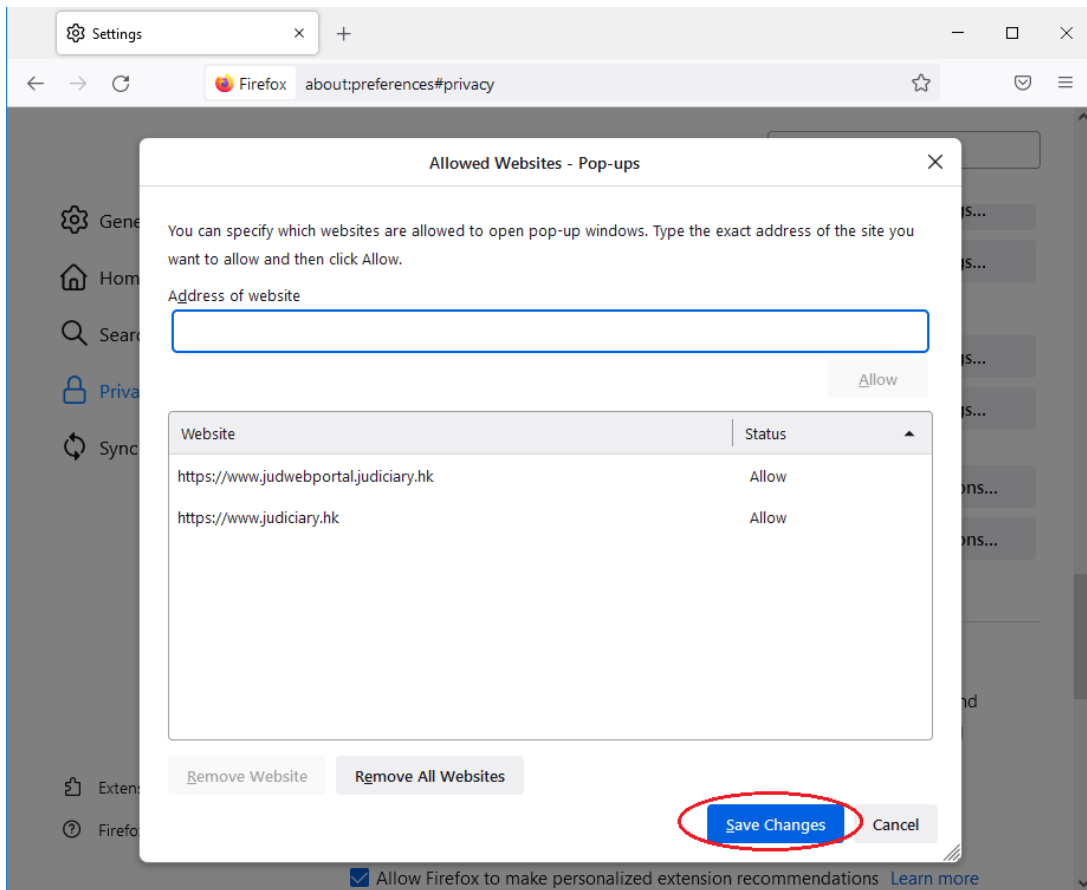 Settings
Firefox about:preferences#privacy
Allowed Websites - Pop-ups
You can specify which websites are allowed to open pop-up windows. Type the exact address of the site you
want to allow and then click Allow.
Address of website
Allow
Website Status
https://www.judwebportal.judiciary.hk Allow
https://www.judiciary.hk Allow
Remove Website Remove All Websites
Save Changes Cancel
Allow Firefox to make personalized extension recommendations Learn more
Sync